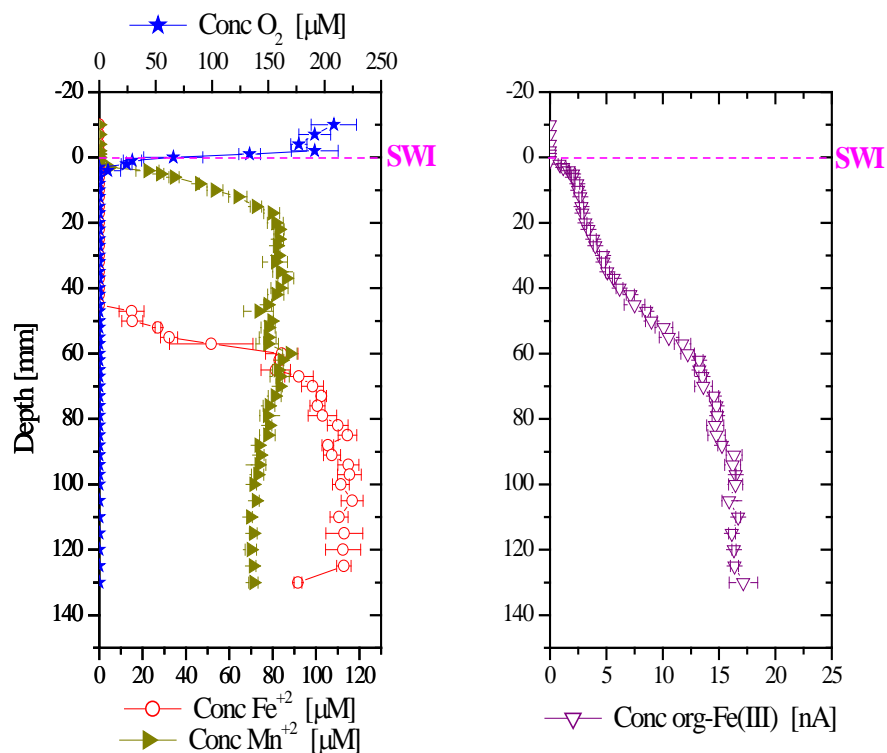 Conc O2 [µM]
0 50 100 150 200 250
-20
0
20
40
60
80
100
120
140
Depth [mm]
SWI
0 20 40 60 80 100 120
Conc Fe+2 [µM]
Conc Mn+2 [µM]
-20
0
20
40
60
80
100
120
140
SWI
0 5 10 15 20 25
Conc org-Fe(III) [nA]